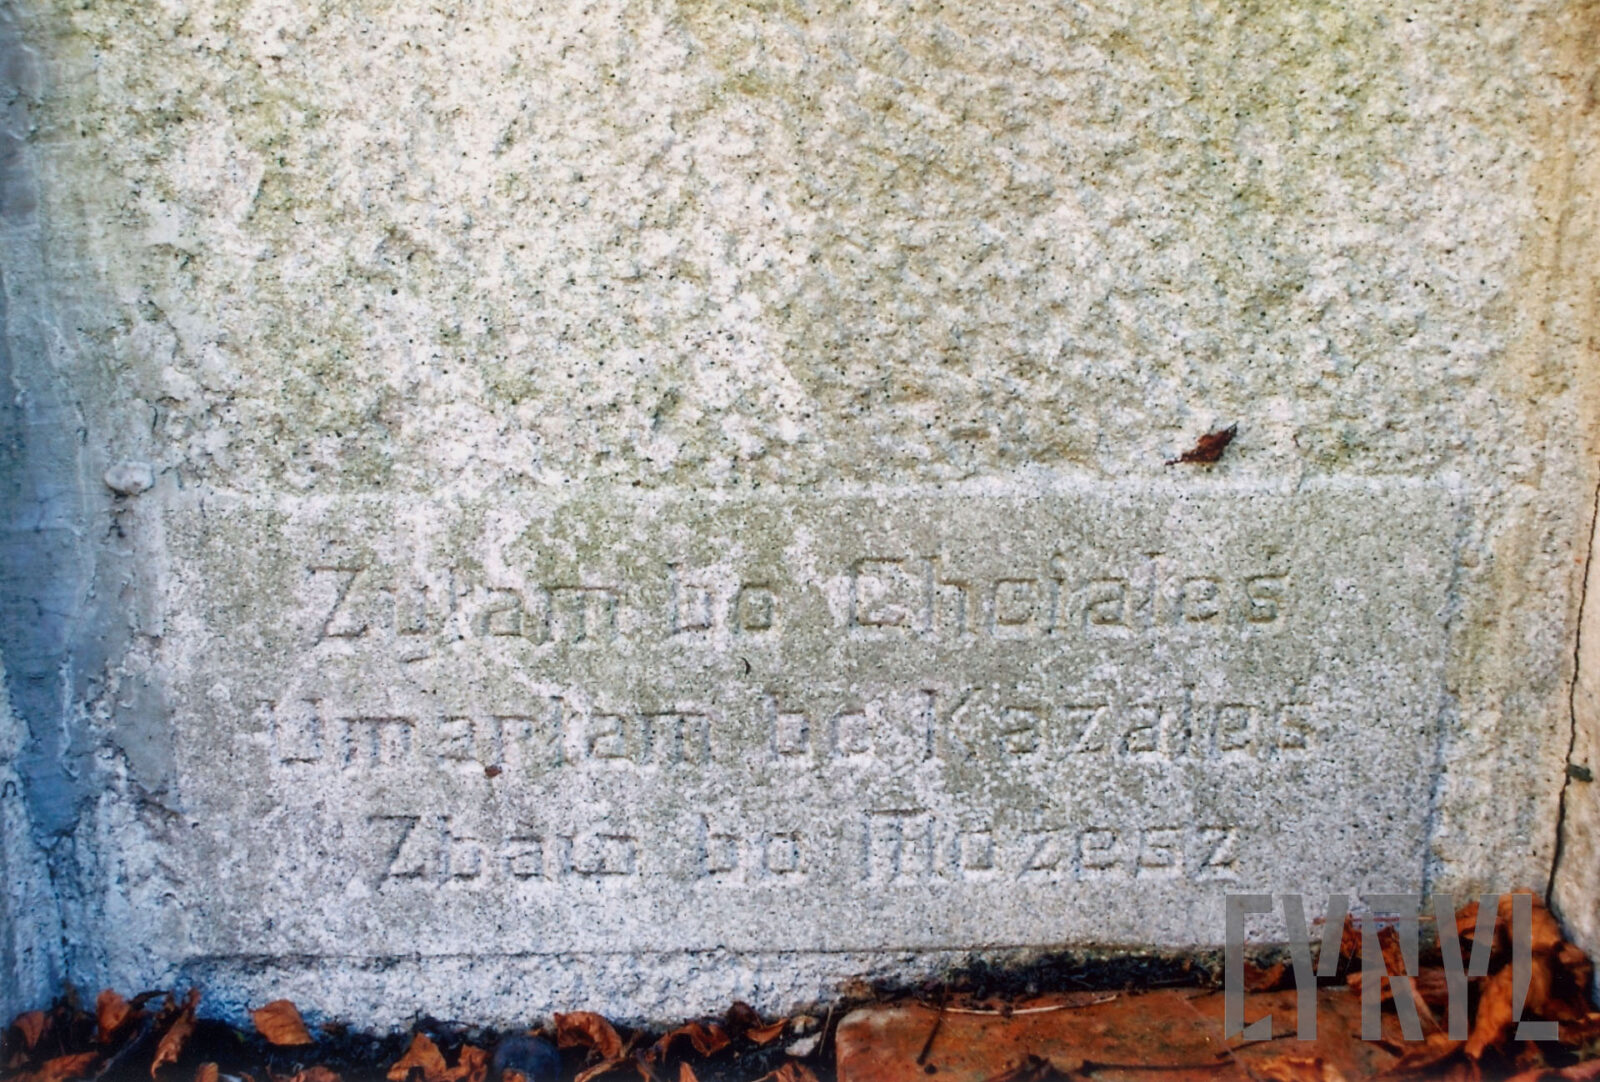 Zyłam bo Chciałes
Umarłam bo Kazałes
Zbaw bo Możesz
CYRYL